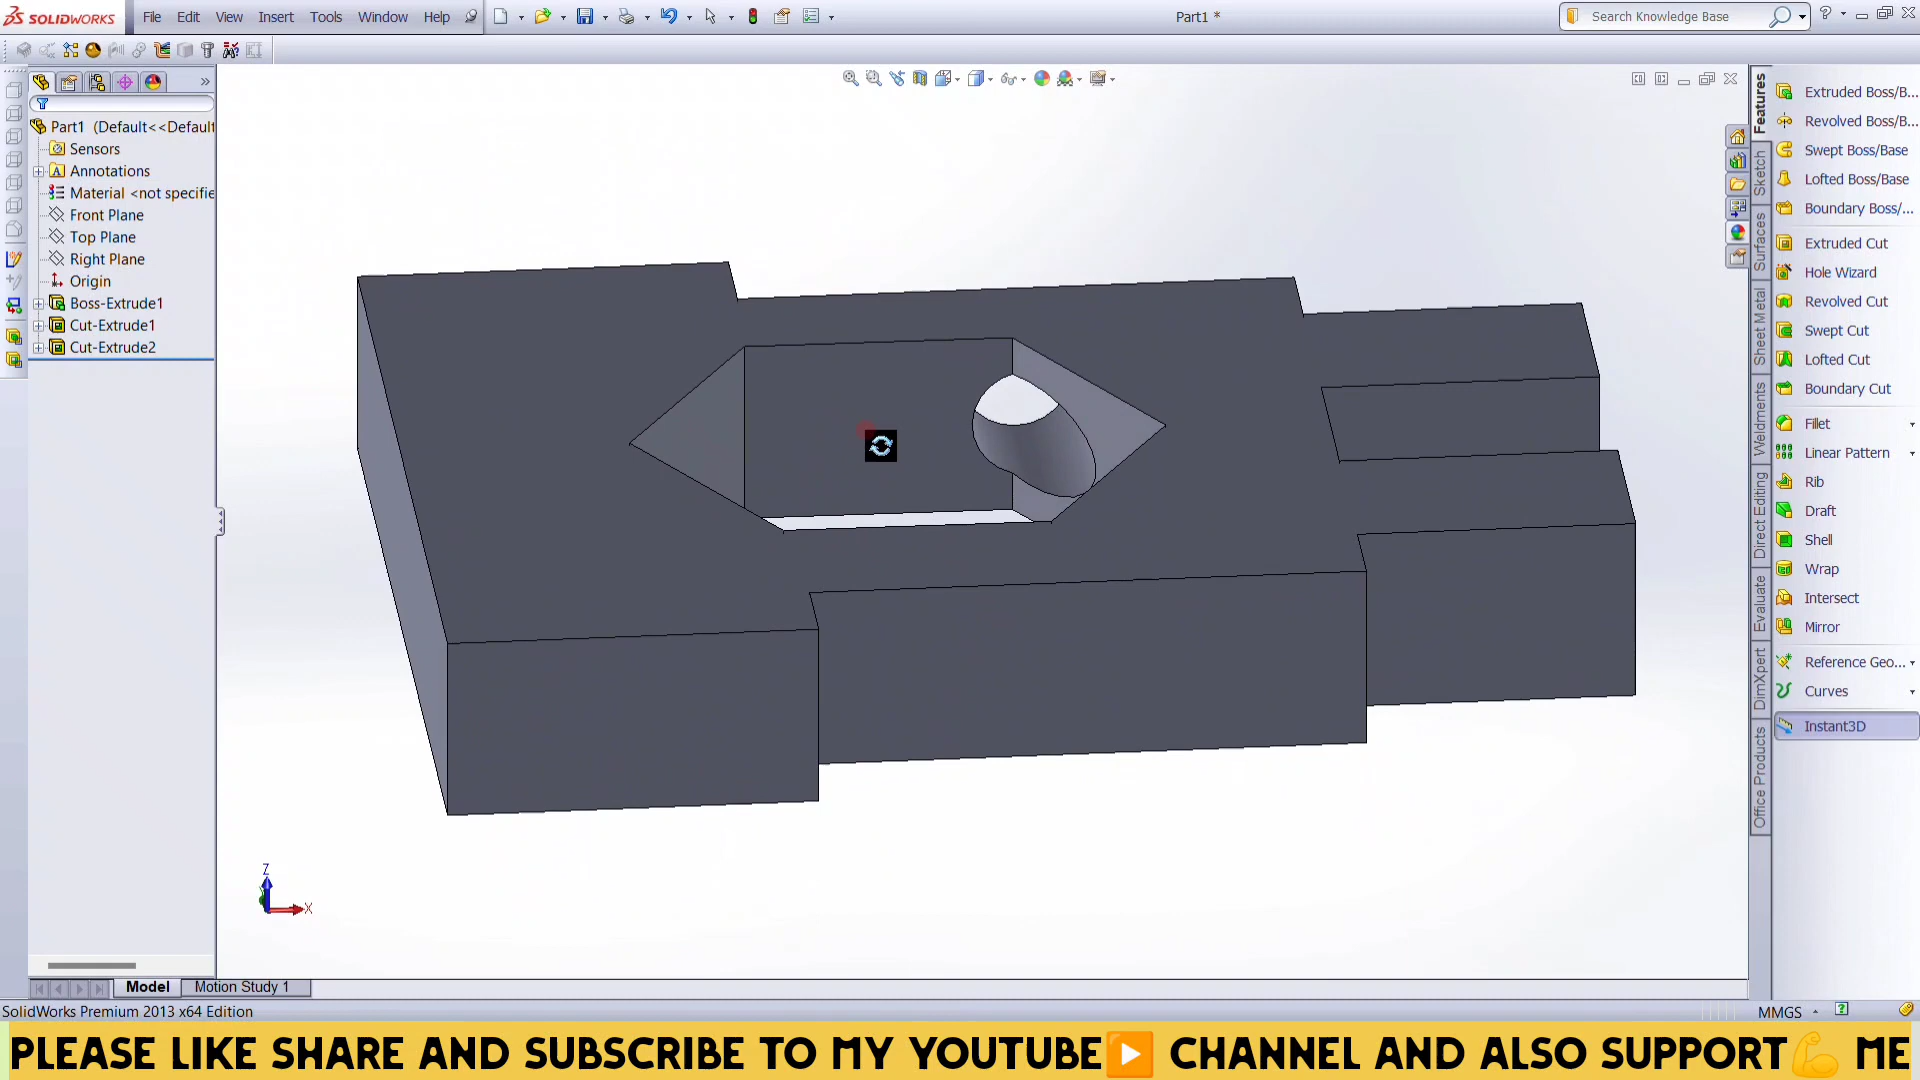 SOLIDWORKS
File Edit View Insert Tools Window Help
Part1 *
Search Knowledge Base
Part1 (Default<<Default
Sensors
Annotations
Material <not specifie
Front Plane
Top Plane
Right Plane
Origin
Boss-Extrude1
Cut-Extrude1
Cut-Extrude2
Z
X
Features
Sketch
Surfaces
Sheet Metal
Weldments
Direct Editing
Evaluate
DimXpert
Office Products
Extruded Boss/B...
Revolved Boss/B...
Swept Boss/Base
Lofted Boss/Base
Boundary Boss/...
Extruded Cut
Hole Wizard
Revolved Cut
Swept Cut
Lofted Cut
Boundary Cut
Fillet
Linear Pattern
Rib
Draft
Shell
Wrap
Intersect
Mirror
Reference Geo...
Curves
Instant3D
Model Motion Study 1
SolidWorks Premium 2013 x64 Edition
MMGS
PLEASE LIKE SHARE AND SUBSCRIBE TO MY YOUTUBE▶️ CHANNEL AND ALSO SUPPORT💪 ME